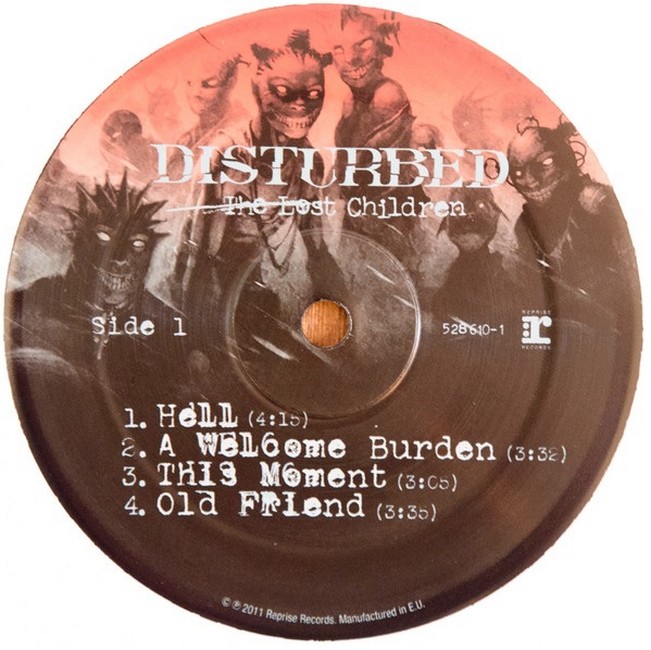 DISTURBED
The Lost Children
Side 1
528610-1
REPRISE
r
RECORDS
1. Hell (4:15)
2. A Welcome Burden (3:32)
3. This Moment (3:05)
4. Old Friend (3:35)
© ℗ 2011 Reprise Records. Manufactured in E.U.